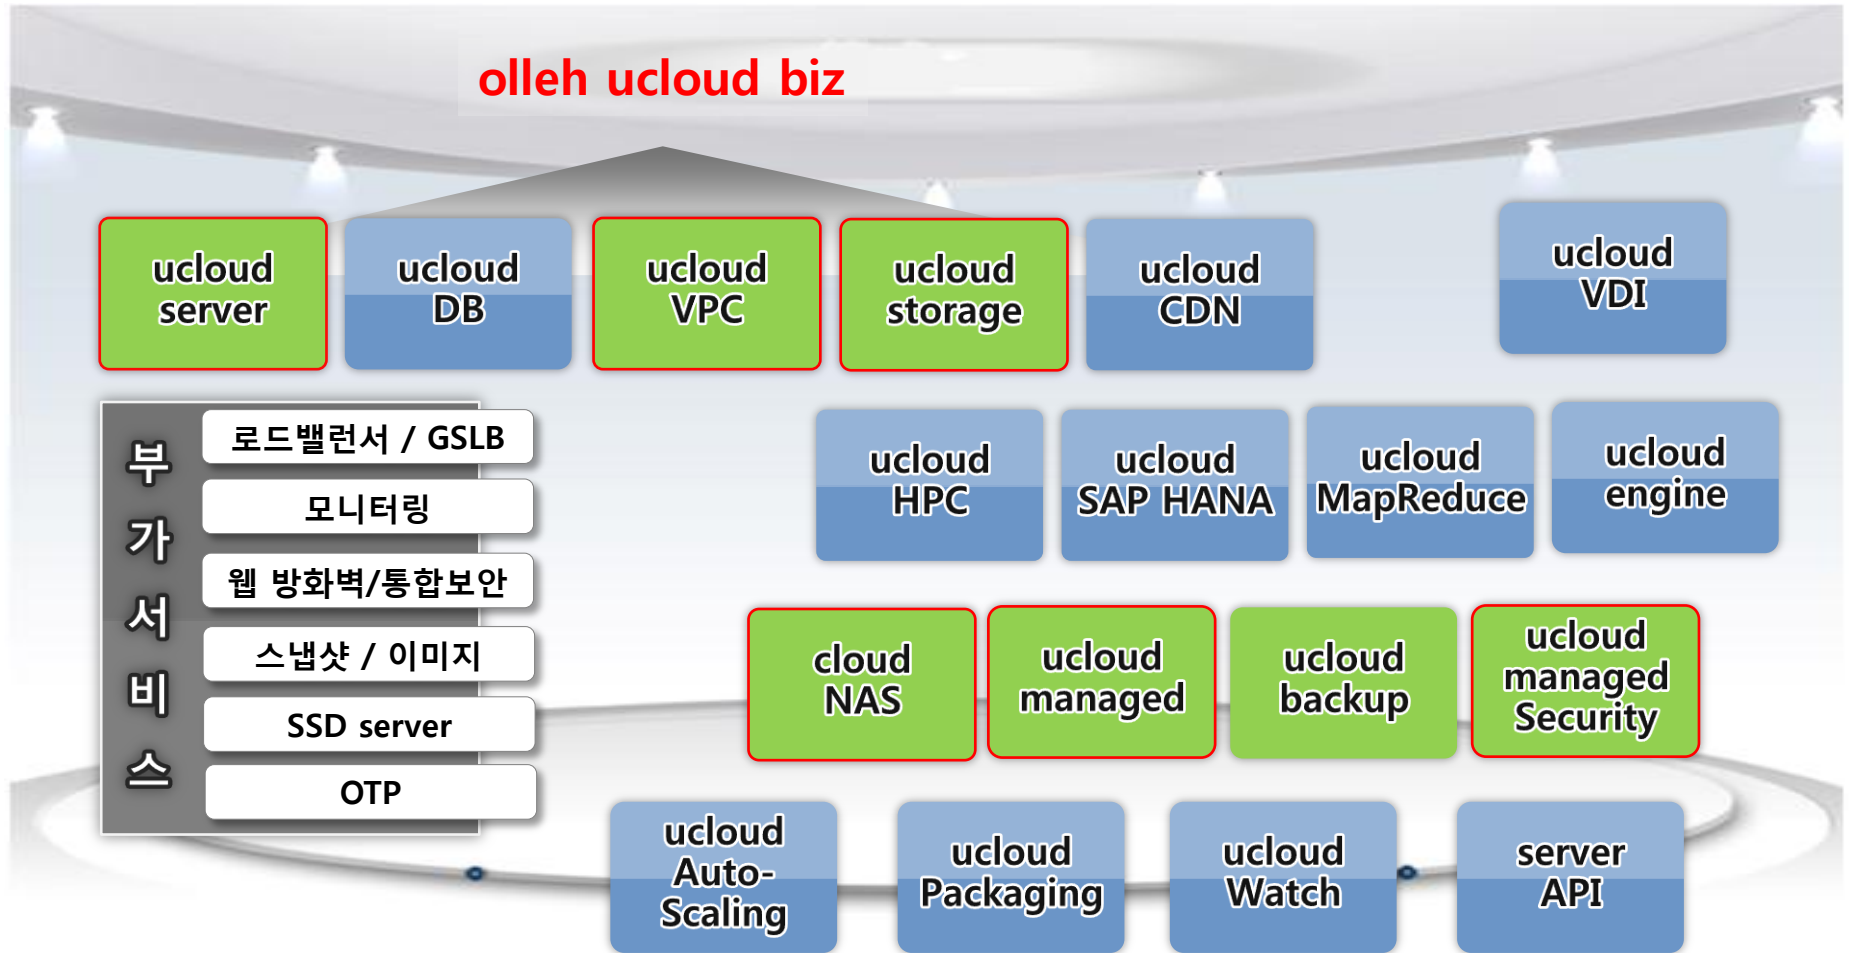 olleh ucloud biz
ucloud
server
ucloud
DB
ucloud
VPC
ucloud
storage
ucloud
CDN
ucloud
VDI
부가서비스
로드밸런서 / GSLB
모니터링
웹 방화벽/통합보안
스냅샷 / 이미지
SSD server
OTP
ucloud
HPC
ucloud
SAP HANA
ucloud
MapReduce
ucloud
engine
cloud
NAS
ucloud
managed
ucloud
backup
ucloud
managed
Security
ucloud
Auto-
Scaling
ucloud
Packaging
ucloud
Watch
server
API